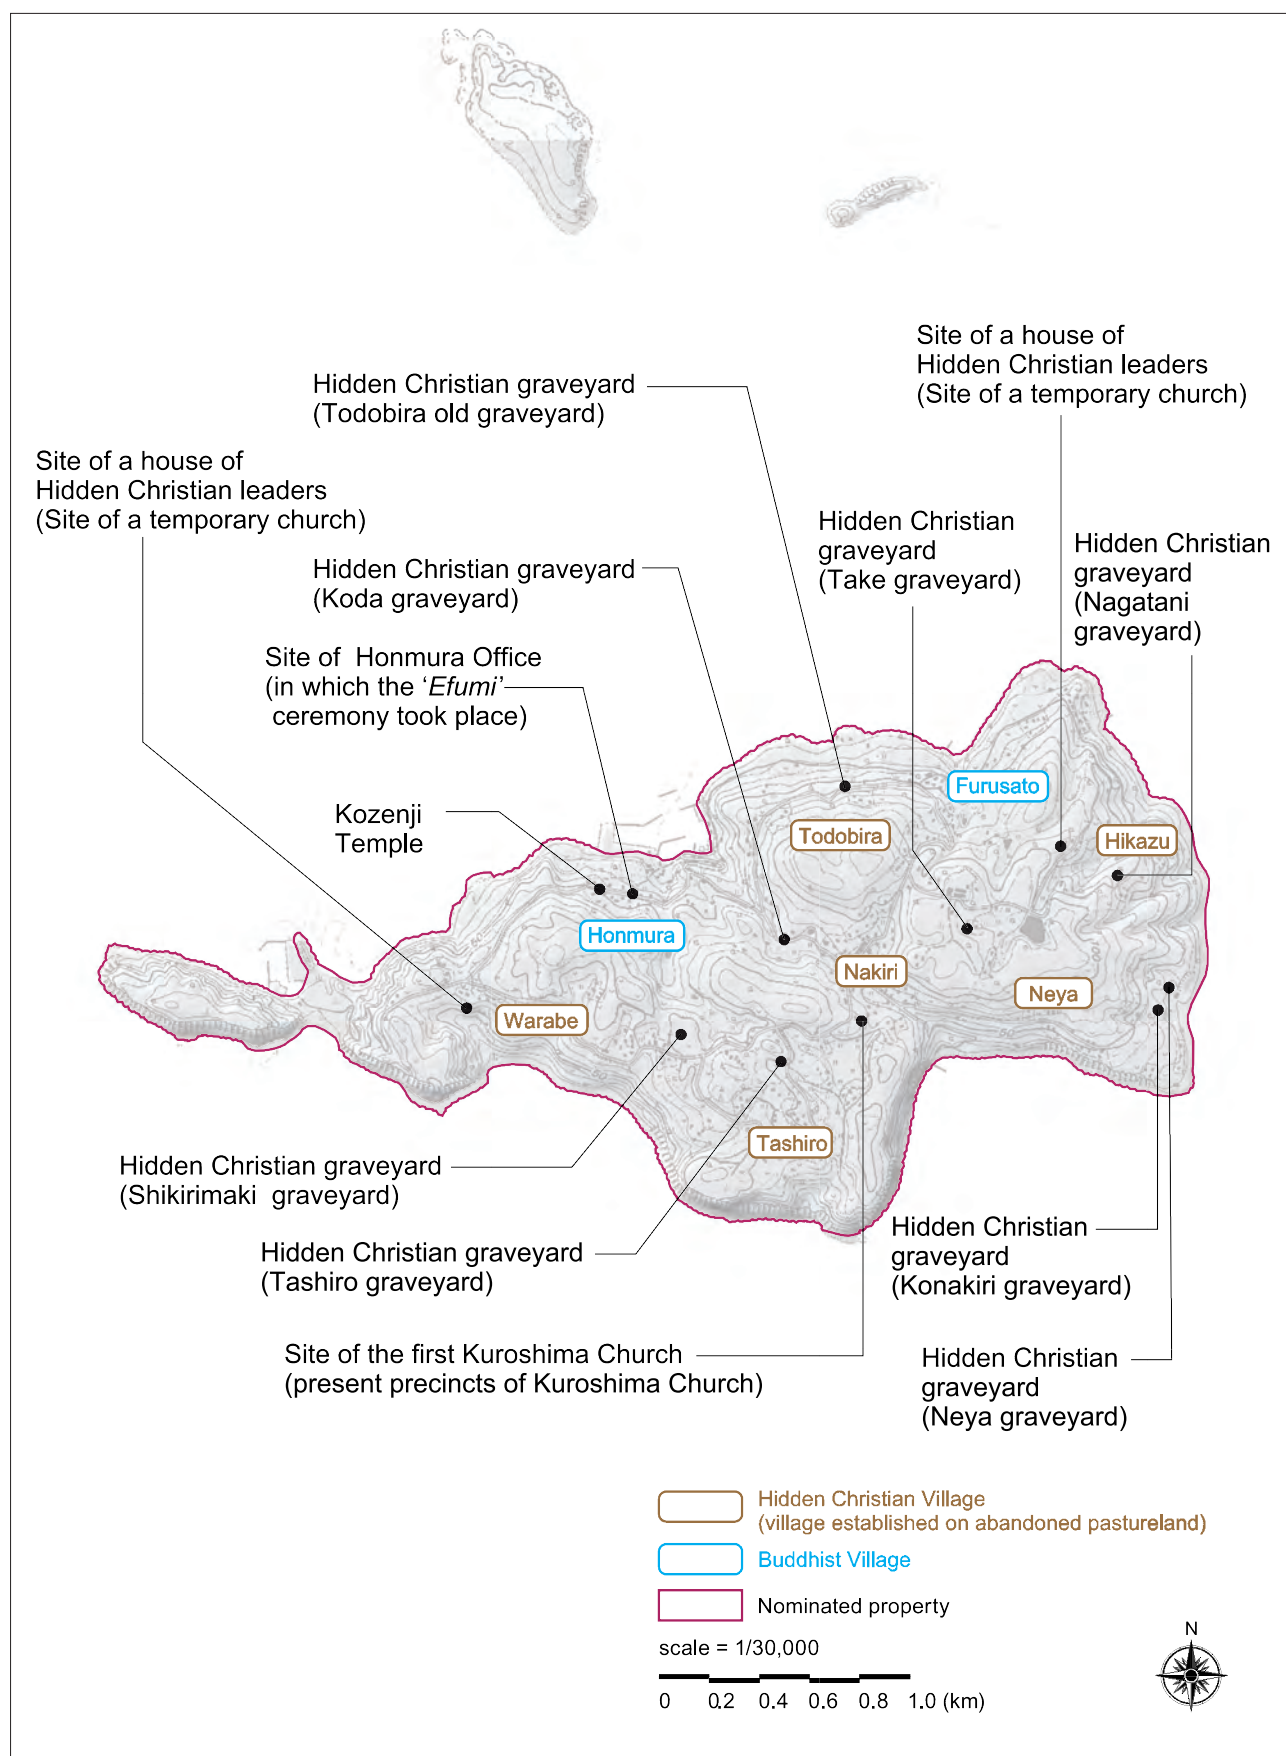 Site of a house of
Hidden Christian leaders
(Site of a temporary church)
Hidden Christian graveyard
(Todobira old graveyard)
Site of a house of
Hidden Christian leaders
(Site of a temporary church)
Hidden Christian
graveyard
(Take graveyard)
Hidden Christian
graveyard
(Nagatani
graveyard)
Hidden Christian graveyard
(Koda graveyard)
Site of Honmura Office
(in which the ‘Efumi’
ceremony took place)
Kozenji
Temple
Furusato
Todobira
Hikazu
Honmura
Nakiri
Neya
Warabe
Tashiro
Hidden Christian graveyard
(Shikirimaki graveyard)
Hidden Christian graveyard
(Tashiro graveyard)
Hidden Christian
graveyard
(Konakiri graveyard)
Site of the first Kuroshima Church
(present precincts of Kuroshima Church)
Hidden Christian
graveyard
(Neya graveyard)
Hidden Christian Village
(village established on abandoned pastureland)
Buddhist Village
Nominated property
scale = 1/30,000
0 0.2 0.4 0.6 0.8 1.0 (km)
N